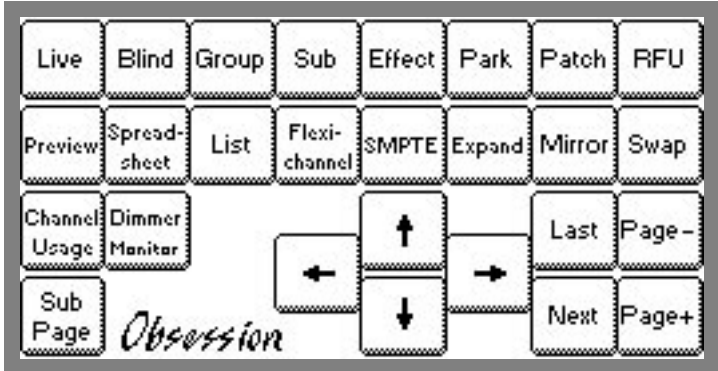 Live Blind Group Sub Effect Park Patch RFU
Preview Spread-sheet List Flexi-channel SMPTE Expand Mirror Swap
Channel Usage Dimmer Monitor Last Page-
Sub Page Obsession Next Page+